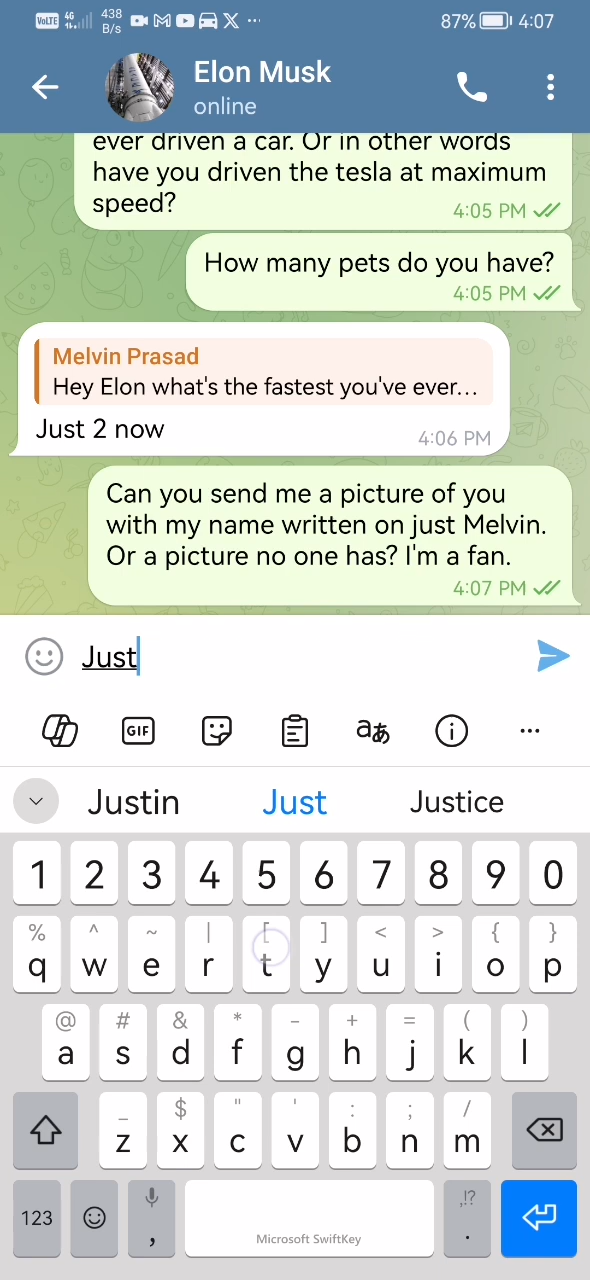 VoLTE 4G 438 B/s 87% 4:07
Elon Musk
online
ever driven a car. Or in other words
have you driven the tesla at maximum
speed?
4:05 PM
How many pets do you have?
4:05 PM
Melvin Prasad
Hey Elon what's the fastest you've ever...
Just 2 now
4:06 PM
Can you send me a picture of you
with my name written on just Melvin.
Or a picture no one has? I'm a fan.
4:07 PM
Just
GIF aあ ...
Justin Just Justice
1 2 3 4 5 6 7 8 9 0
% ^ ~ | [ ] < > { }
q w e r t y u i o p
@ # & * - + = ( )
a s d f g h j k l
_ $ " ' : ; /
z x c v b n m
,!?
123 , .
Microsoft SwiftKey